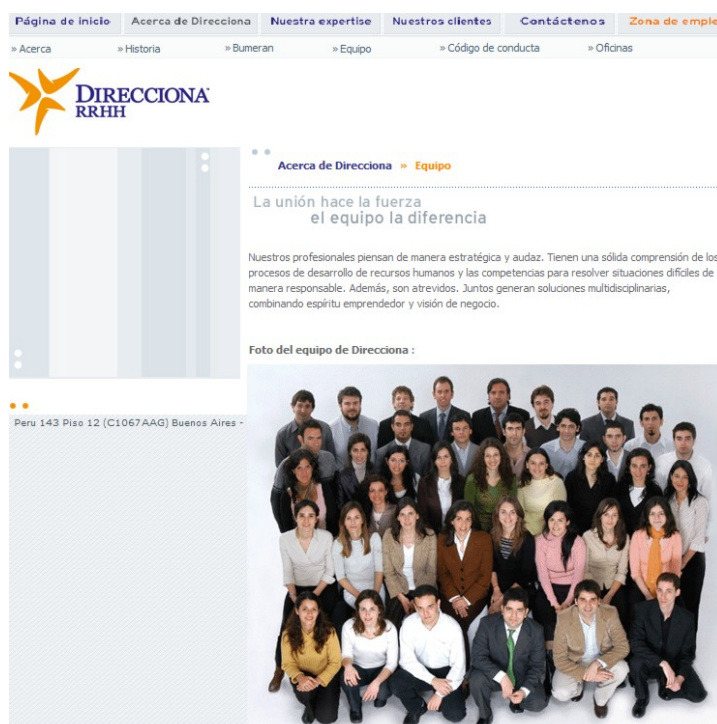 Página de inicio
Acerca de Direcciona
Nuestra expertise
Nuestros clientes
Contáctenos
Zona de emple
» Acerca
» Historia
» Bumeran
» Equipo
» Código de conducta
» Oficinas
DIRECCIONA
RRHH
Acerca de Direcciona » Equipo
La unión hace la fuerza
el equipo la diferencia
Nuestros profesionales piensan de manera estratégica y audaz. Tienen una sólida comprensión de los
procesos de desarrollo de recursos humanos y las competencias para resolver situaciones difíciles de
manera responsable. Además, son atrevidos. Juntos generan soluciones multidisciplinarias,
combinando espíritu emprendedor y visión de negocio.
Foto del equipo de Direcciona :
Peru 143 Piso 12 (C1067AAG) Buenos Aires -